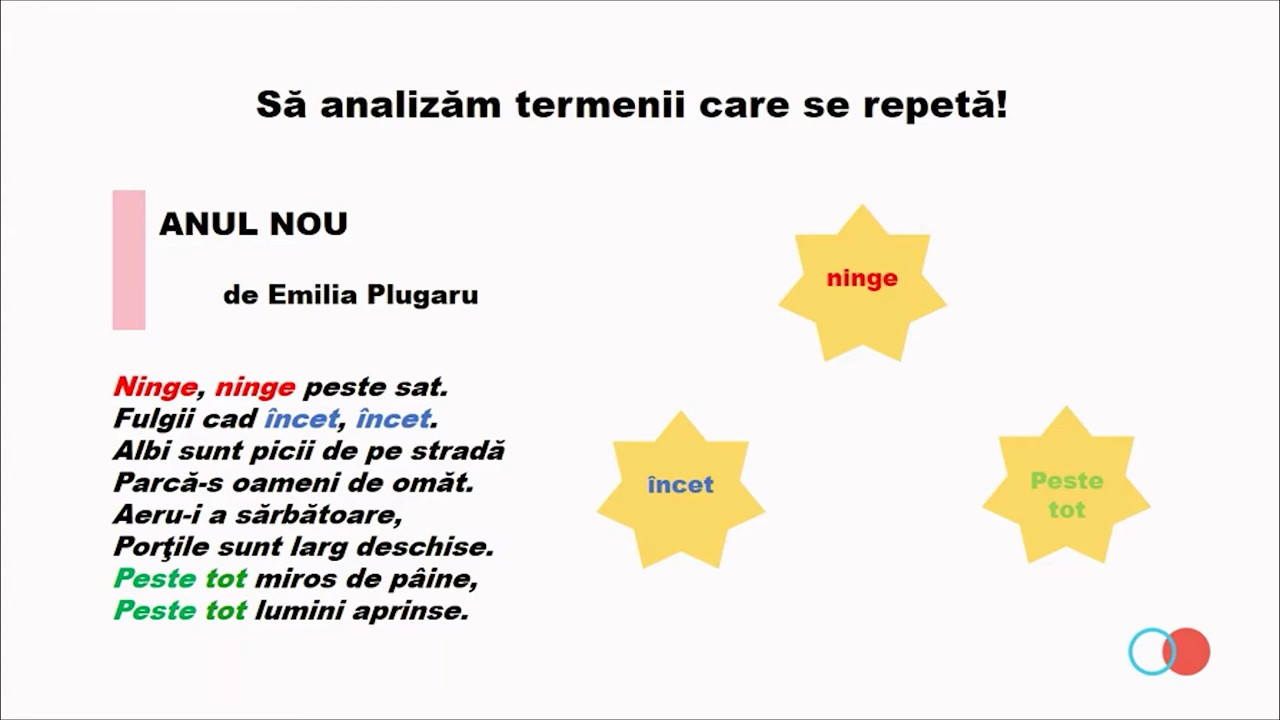 Să analizăm termenii care se repetă!
ANUL NOU
de Emilia Plugaru
Ninge, ninge peste sat.
Fulgii cad încet, încet.
Albi sunt picii de pe stradă
Parcă-s oameni de omăt.
Aeru-i a sărbătoare,
Porţile sunt larg deschise.
Peste tot miros de pâine,
Peste tot lumini aprinse.
ninge
încet
Peste
tot